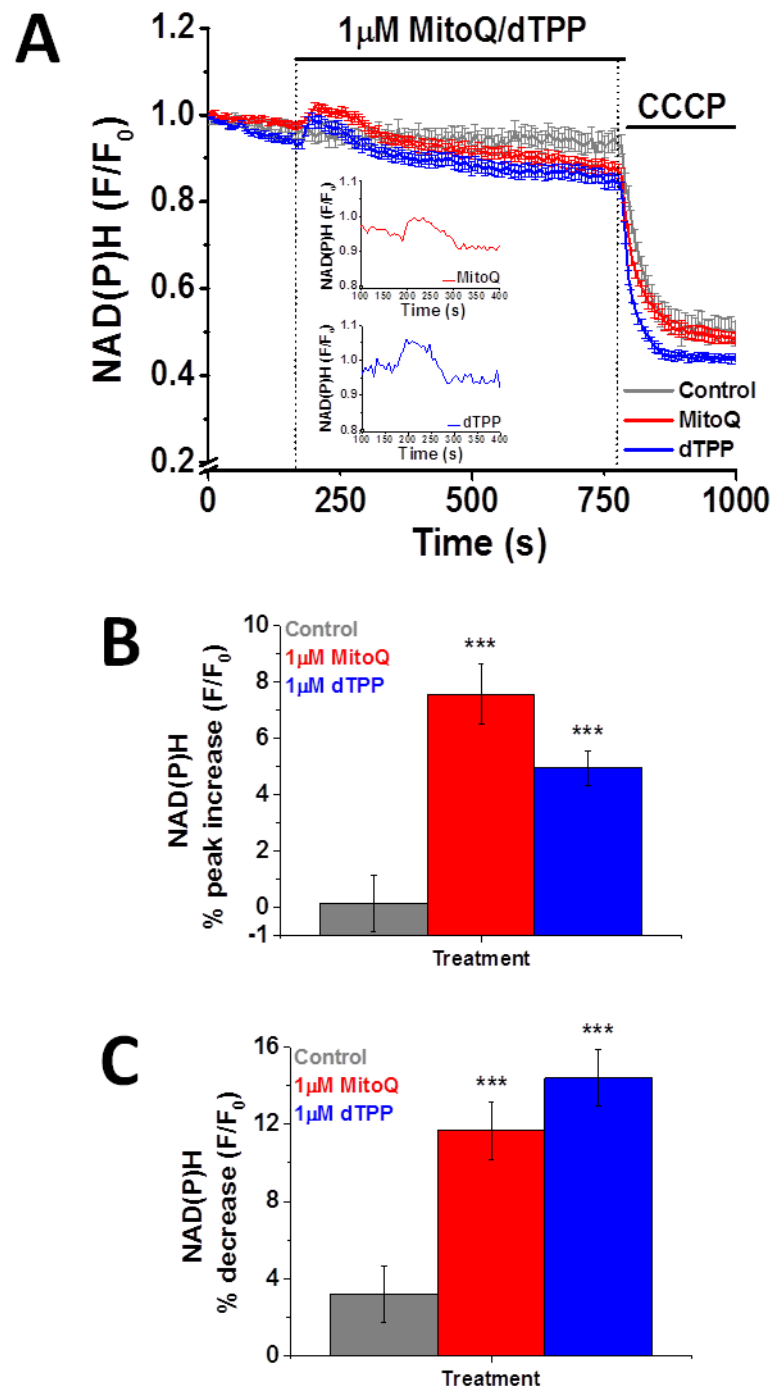 A
1μM MitoQ/dTPP
CCCP
NAD(P)H (F/F0)
1.2
1.0
0.8
0.6
0.4
0.2
NAD(P)H (F/F0)
1.1
1.0
0.9
0.8
MitoQ
100 150 200 250 300 350 400
Time (s)
NAD(P)H (F/F0)
1.1
1.0
0.9
0.8
dTPP
100 150 200 250 300 350 400
Time (s)
Control
MitoQ
dTPP
0 250 500 750 1000
Time (s)
B
NAD(P)H
% peak increase (F/F0)
10
8
6
4
2
0
-1
Control
1μM MitoQ
1μM dTPP
***
***
Treatment
C
NAD(P)H
% decrease (F/F0)
16
12
8
4
0
Control
1μM MitoQ
1μM dTPP
***
***
Treatment